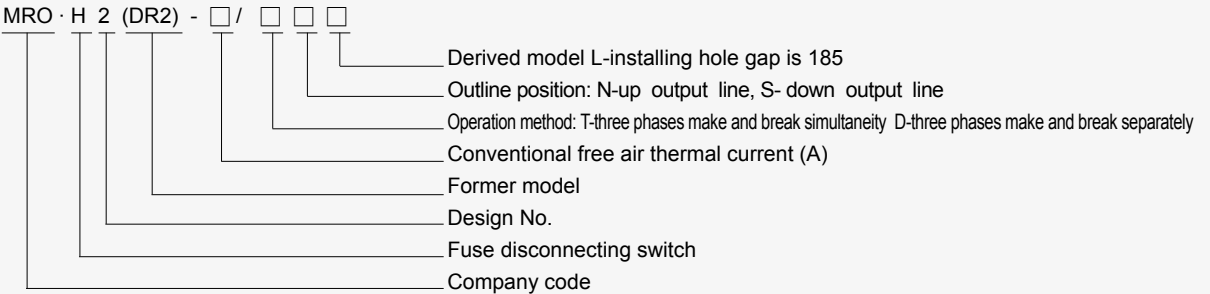 MRO · H 2 (DR2) - □ / □ □ □
Derived model L-installing hole gap is 185
Outline position: N-up output line, S- down output line
Operation method: T-three phases make and break simultaneity D-three phases make and break separately
Conventional free air thermal current (A)
Former model
Design No.
Fuse disconnecting switch
Company code